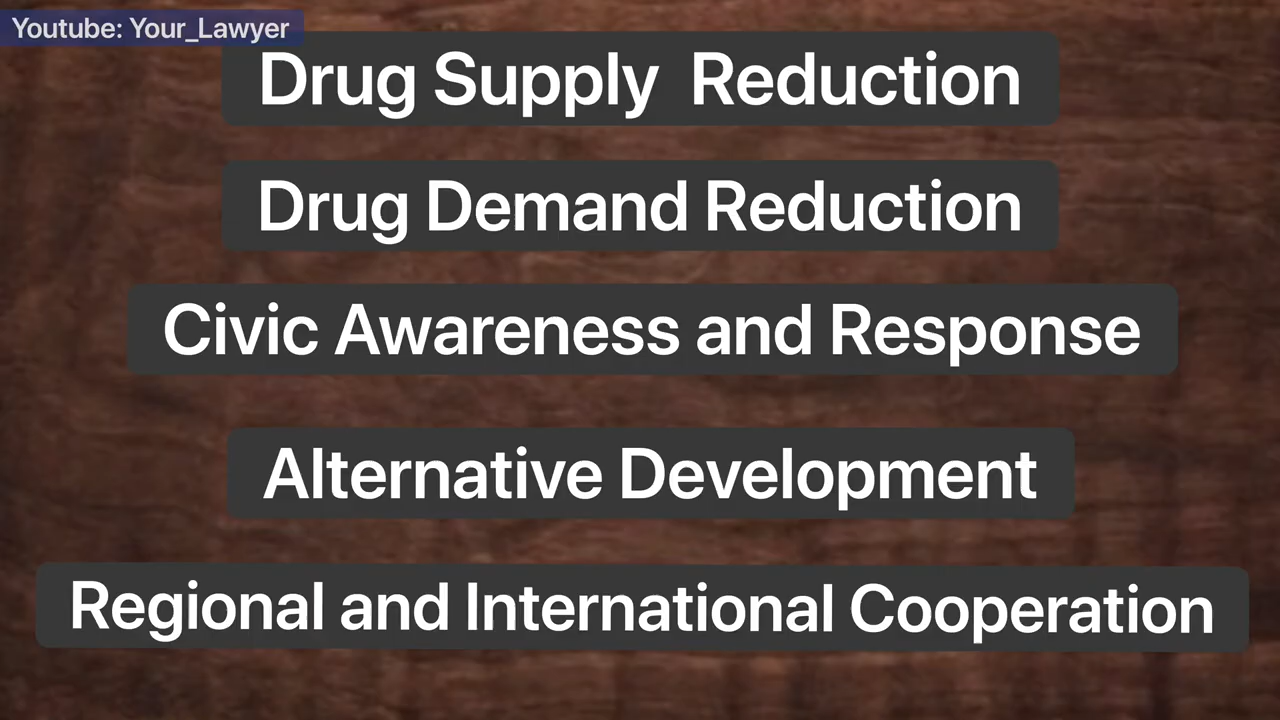 Youtube: Your_Lawyer
Drug Supply  Reduction
Drug Demand Reduction
Civic Awareness and Response
Alternative Development
Regional and International Cooperation